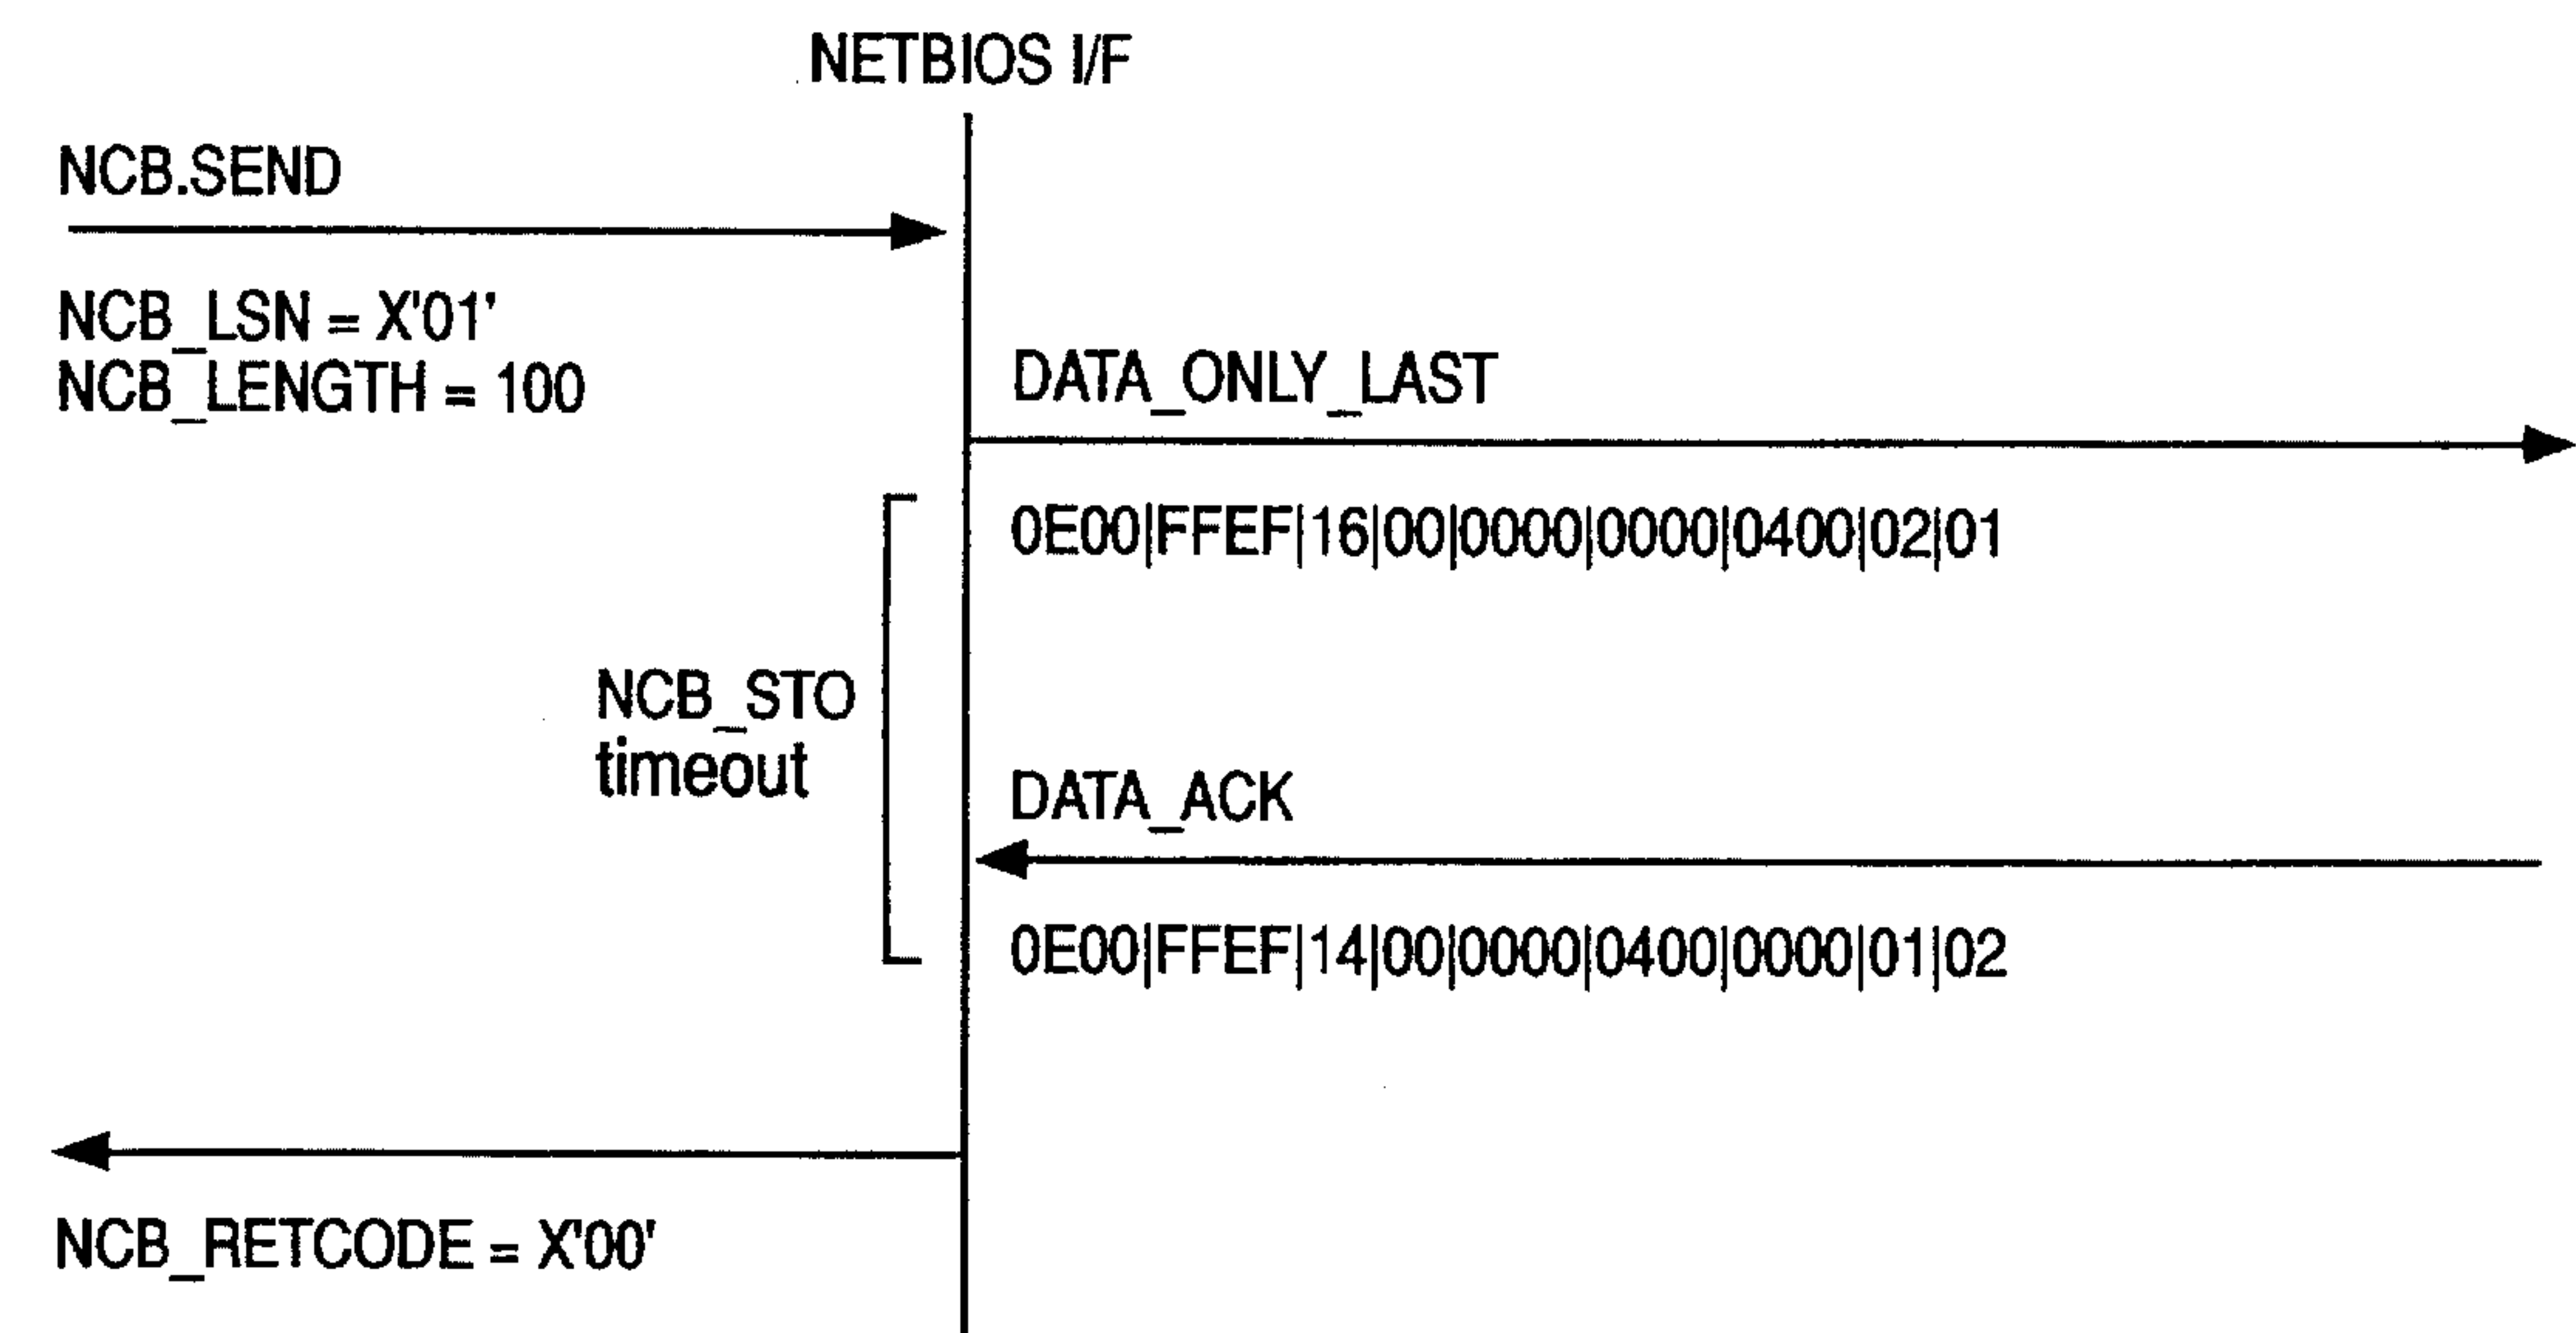 NETBIOS I/F
NCB.SEND
NCB_LSN = X'01'
NCB_LENGTH = 100
DATA_ONLY_LAST
0E00|FFEF|16|00|0000|0000|0400|02|01
NCB_STO
timeout
DATA_ACK
0E00|FFEF|14|00|0000|0400|0000|01|02
NCB_RETCODE = X'00'